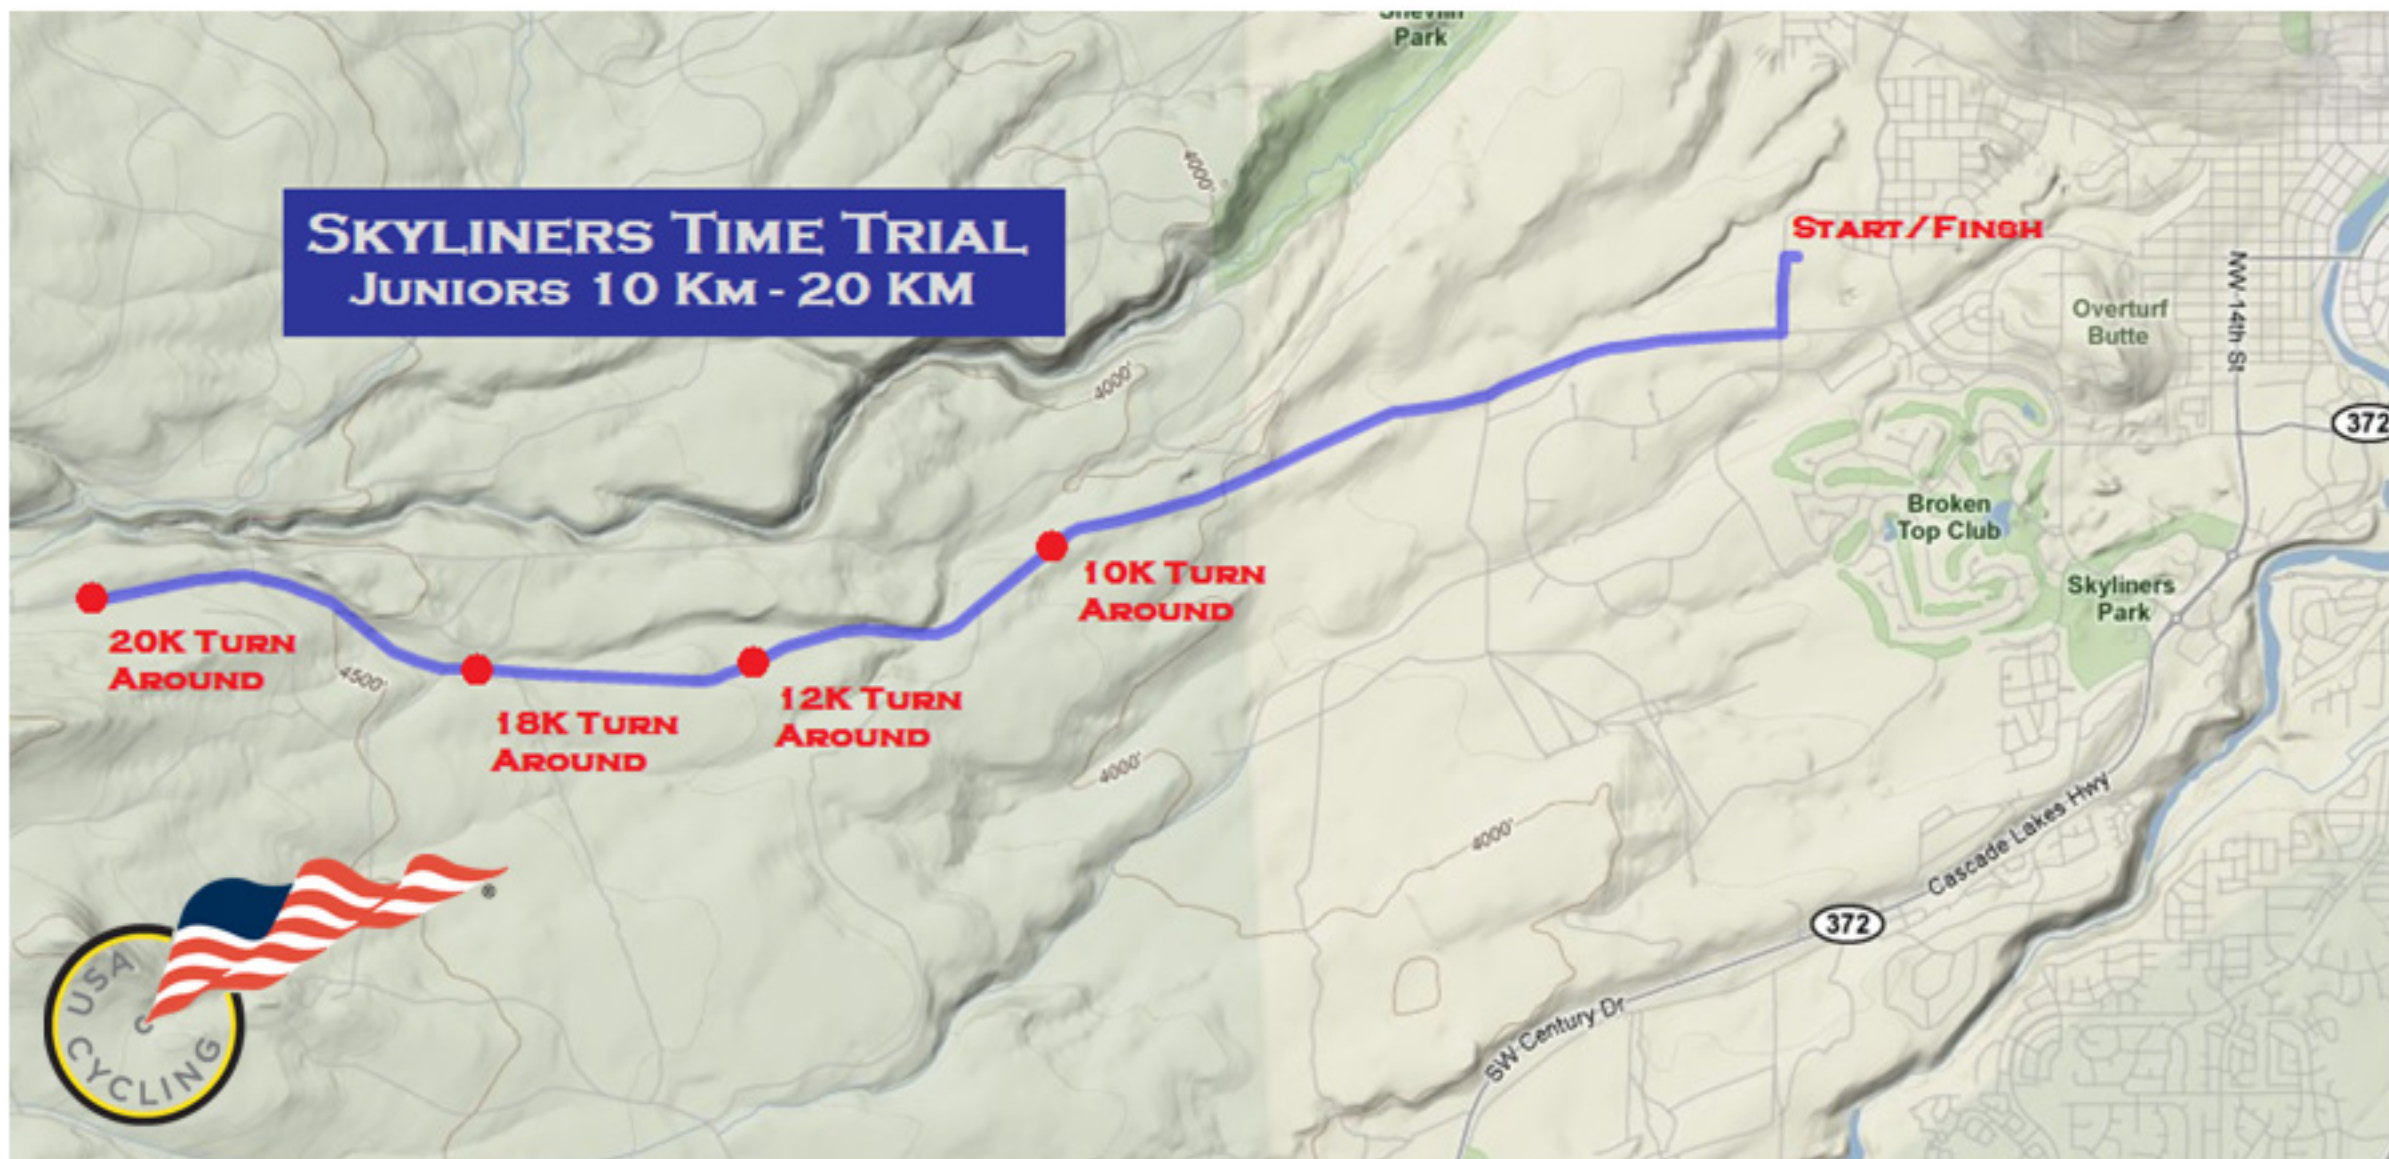 Shevlin
Park
4000'
SKYLINERS TIME TRIAL
JUNIORS 10 KM - 20 KM
START/FINSH
NW 14th St
Overturf
Butte
4000'
372
Broken
Top Club
10K TURN
AROUND
Skyliners
Park
20K TURN
AROUND
4500'
18K TURN
AROUND
12K TURN
AROUND
4000'
4000'
Cascade Lakes Hwy
372
SW Century Dr
USA
CYCLING
®